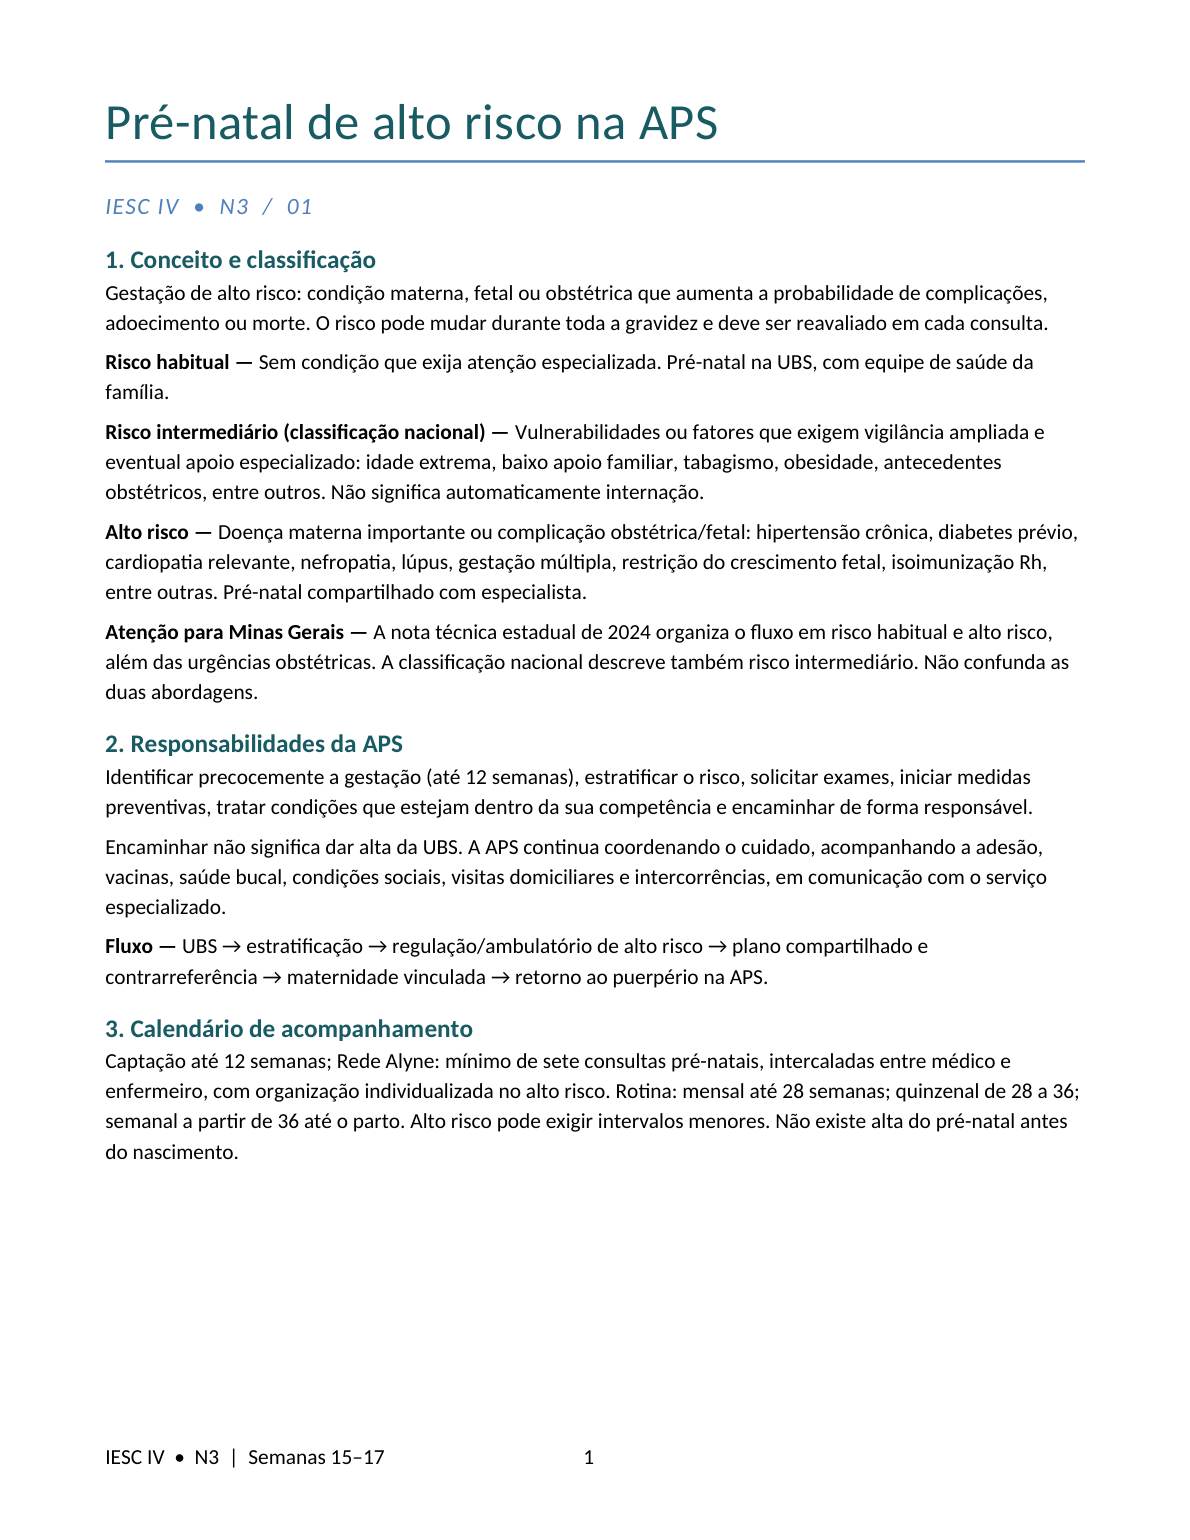 Pré-natal de alto risco na APS
IESC IV • N3 / 01
1. Conceito e classificação
Gestação de alto risco: condição materna, fetal ou obstétrica que aumenta a probabilidade de complicações,
adoecimento ou morte. O risco pode mudar durante toda a gravidez e deve ser reavaliado em cada consulta.
Risco habitual — Sem condição que exija atenção especializada. Pré-natal na UBS, com equipe de saúde da
família.
Risco intermediário (classificação nacional) — Vulnerabilidades ou fatores que exigem vigilância ampliada e
eventual apoio especializado: idade extrema, baixo apoio familiar, tabagismo, obesidade, antecedentes
obstétricos, entre outros. Não significa automaticamente internação.
Alto risco — Doença materna importante ou complicação obstétrica/fetal: hipertensão crônica, diabetes prévio,
cardiopatia relevante, nefropatia, lúpus, gestação múltipla, restrição do crescimento fetal, isoimunização Rh,
entre outras. Pré-natal compartilhado com especialista.
Atenção para Minas Gerais — A nota técnica estadual de 2024 organiza o fluxo em risco habitual e alto risco,
além das urgências obstétricas. A classificação nacional descreve também risco intermediário. Não confunda as
duas abordagens.
2. Responsabilidades da APS
Identificar precocemente a gestação (até 12 semanas), estratificar o risco, solicitar exames, iniciar medidas
preventivas, tratar condições que estejam dentro da sua competência e encaminhar de forma responsável.
Encaminhar não significa dar alta da UBS. A APS continua coordenando o cuidado, acompanhando a adesão,
vacinas, saúde bucal, condições sociais, visitas domiciliares e intercorrências, em comunicação com o serviço
especializado.
Fluxo — UBS → estratificação → regulação/ambulatório de alto risco → plano compartilhado e
contrarreferência → maternidade vinculada → retorno ao puerpério na APS.
3. Calendário de acompanhamento
Captação até 12 semanas; Rede Alyne: mínimo de sete consultas pré-natais, intercaladas entre médico e
enfermeiro, com organização individualizada no alto risco. Rotina: mensal até 28 semanas; quinzenal de 28 a 36;
semanal a partir de 36 até o parto. Alto risco pode exigir intervalos menores. Não existe alta do pré-natal antes
do nascimento.
IESC IV • N3 | Semanas 15–17 1